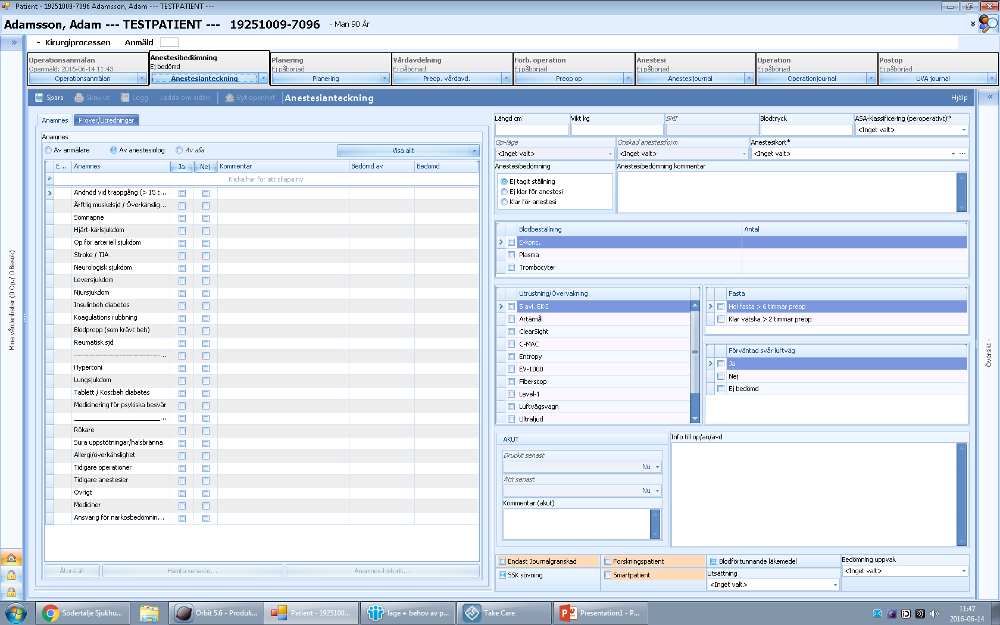 Patient - 19251009-7096 Adamsson, Adam --- TESTPATIENT ---
Adamsson, Adam --- TESTPATIENT --- 19251009-7096 - Man 90 År
- Kirurgiprocessen Anmäld
Operationsanmälan
Opanmäld: 2016-06-14 11:43
Operationsanmälan
Anestesibedömning
Ej bedömd
Anestesianteckning
Planering
Ej påbörjad
Planering
Vårdavdelning
Ej påbörjad
Preop. vårdavd.
Förb. operation
Ej påbörjad
Preop op
Anestesi
Ej påbörjad
Anestesijournal
Operation
Ej påbörjad
Operationjournal
Postop
Ej påbörjad
UVA journal
Spara Skriv ut Logg Ladda om sidan Byt openhet Anestesianteckning Hjälp
Mina vårdenheter (0 Op./ 0 Besök)
Anamnes Prover/Utredningar
Anamnes
Av anmälare Av anestesiolog Av alla Visa allt
E... Anamnes Ja Nej Kommentar Bedömd av Bedömd
Klicka här för att skapa ny
Andnöd vid trappgång (> 15 t...
Ärftlig muskelsjd / Överkänslig...
Sömnapne
Hjärt-kärlsjukdom
Op för arteriell sjukdom
Stroke / TIA
Neurologisk sjukdom
Leversjukdom
Njursjukdom
Insulinbeh diabetes
Koagulations rubbning
Blodpropp (som krävt beh)
Reumatisk sjd
------------------------------------...
Hypertoni
Lungsjukdom
Tablett / Kostbeh diabetes
Medicinering för psykiska besvär
________________________...
Rökare
Sura uppstötningar/halsbränna
Allergi/överkänslighet
Tidigare operationer
Tidigare anestesier
Övrigt
Mediciner
Ansvarig för narkosbedömnin...
Återställ Hämta senaste... Anamnes-historik...
Längd cm Vikt kg BMI Blodtryck ASA-klassificering (peroperativt)*
<Inget valt>
Op-läge Önskad anestesiform Anestesikort*
<Inget valt> <Inget valt> <Inget valt>
Anestesibedömning Anestesibedömning kommentar
Ej tagit ställning
Ej klar för anestesi
Klar för anestesi
Blodbeställning Antal
E-konc.
Plasma
Trombocyter
Utrustning/Övervakning
5 avl. EKG
Artärnål
ClearSight
C-MAC
Entropy
EV-1000
Fiberscop
Level-1
Luftvägsvagn
Ultraljud
Fasta
Hel fasta > 6 timmar preop
Klar vätska > 2 timmar preop
Förväntad svår luftväg
Ja
Nej
Ej bedömd
AKUT
Druckit senast
Nu
Ätit senast
Nu
Kommentar (akut)
Info till op/an/avd
Endast Journalgranskad Forskningspatient Blodförtunnande läkemedel Bedömning uppvak
<Inget valt>
SSK sövning Smärtpatient Utsättning
<Inget valt>
Översikt -
Södertälje Sjukhu... Orbit 5.6 - Produk... Patient - 1925100... läge + behov av p... Take Care Presentation1 - P...
11:47
2016-06-14